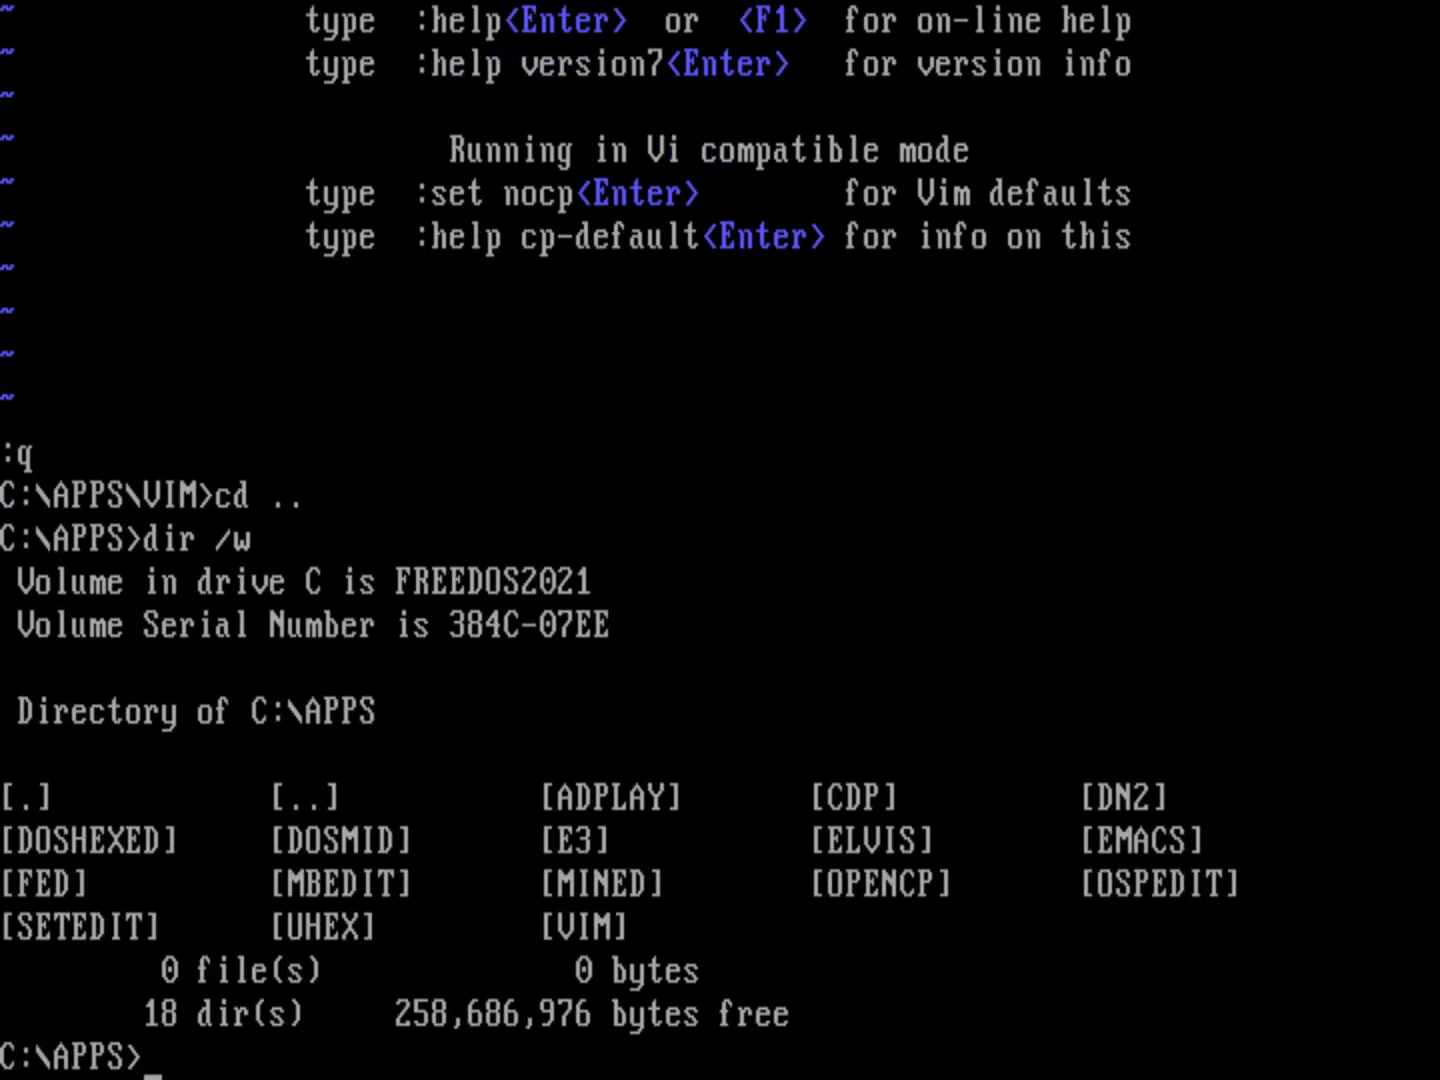 ~ type :help<Enter> or <F1> for on-line help
~ type :help version7<Enter> for version info
~
~ Running in Vi compatible mode
~ type :set nocp<Enter> for Vim defaults
~ type :help cp-default<Enter> for info on this
~
~
~
~
:q
C:\APPS\VIM>cd ..
C:\APPS>dir /w
Volume in drive C is FREEDOS2021
Volume Serial Number is 384C-07EE
Directory of C:\APPS
[.] [..] [ADPLAY] [CDP] [DN2]
[DOSHEXED] [DOSMID] [E3] [ELVIS] [EMACS]
[FED] [MBEDIT] [MINED] [OPENCP] [OSPEDIT]
[SETEDIT] [UHEX] [VIM]
0 file(s) 0 bytes
18 dir(s) 258,686,976 bytes free
C:\APPS>_